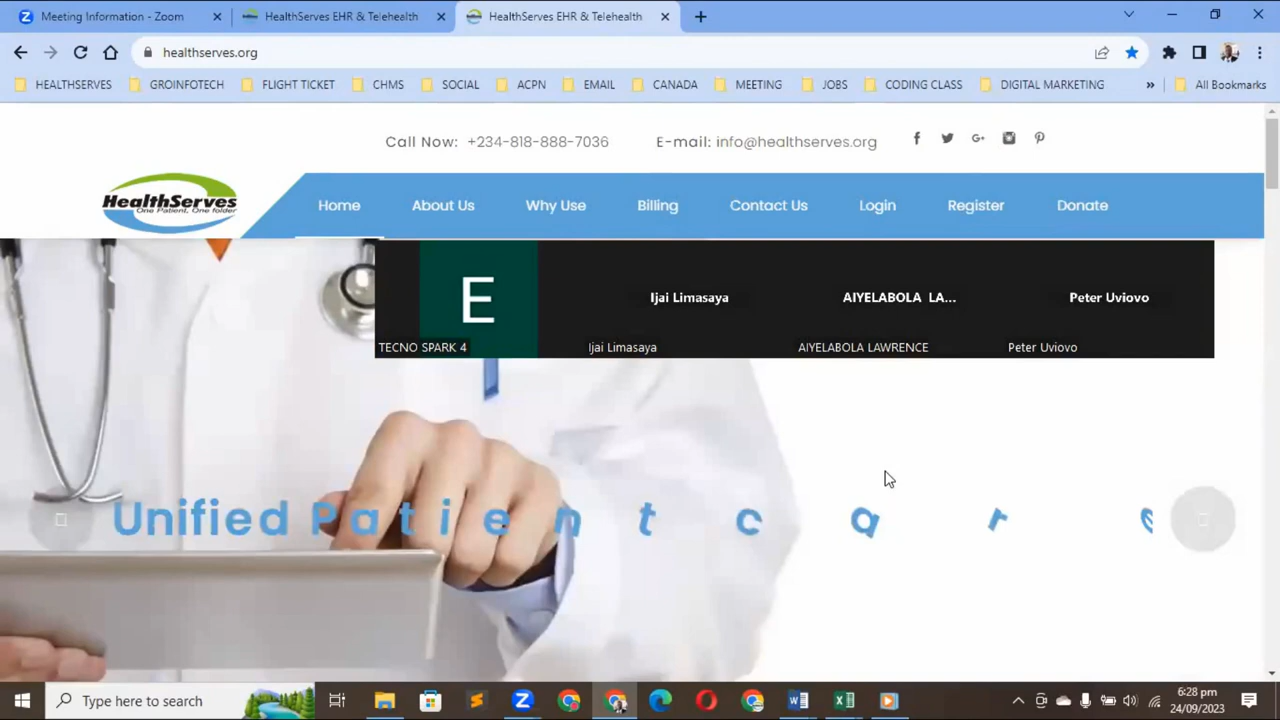 Meeting Information - Zoom
HealthServes EHR & Telehealth
HealthServes EHR & Telehealth
healthserves.org
HEALTHSERVES
GROINFOTECH
FLIGHT TICKET
CHMS
SOCIAL
ACPN
EMAIL
CANADA
MEETING
JOBS
CODING CLASS
DIGITAL MARKETING
»
All Bookmarks
Call Now: +234-818-888-7036
E-mail: info@healthserves.org
HealthServes
One Patient, One folder
Home
About Us
Why Use
Billing
Contact Us
Login
Register
Donate
E
Ijai Limasaya
AIYELABOLA LA...
Peter Uviovo
TECNO SPARK 4
Ijai Limasaya
AIYELABOLA LAWRENCE
Peter Uviovo
Unified Patient care
Type here to search
6:28 pm
24/09/2023